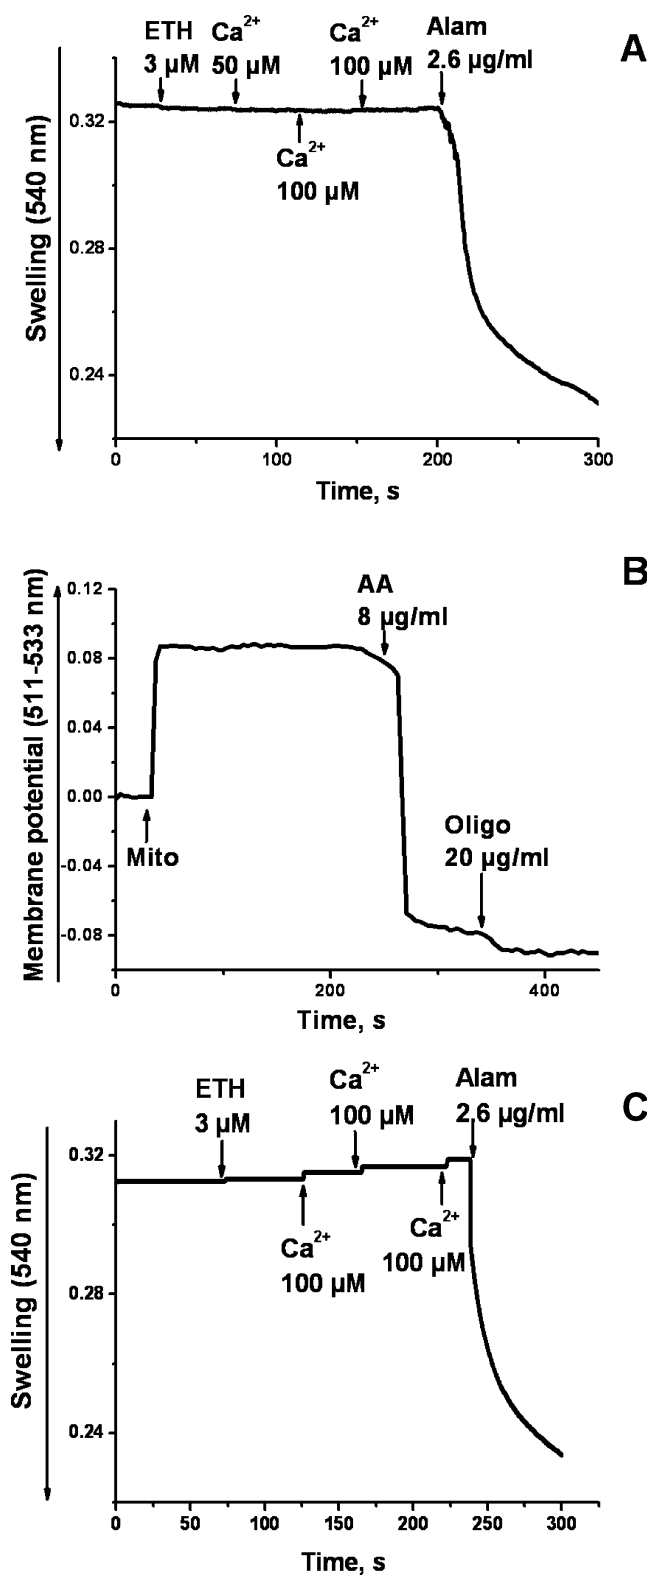 A
ETH Ca²⁺ Ca²⁺ Alam
3 µM 50 µM 100 µM 2.6 µg/ml
0.32
Ca²⁺
100 µM
0.28
0.24
Swelling (540 nm)
0 100 200 300
Time, s
B
AA
8 µg/ml
0.12
0.08
0.04
0.00
Mito
Oligo
20 µg/ml
-0.04
-0.08
Membrane potential (511-533 nm)
0 200 400
Time, s
C
ETH Ca²⁺ Alam
3 µM 100 µM 2.6 µg/ml
0.32
Ca²⁺ Ca²⁺
100 µM 100 µM
0.28
0.24
Swelling (540 nm)
0 50 100 150 200 250 300
Time, s